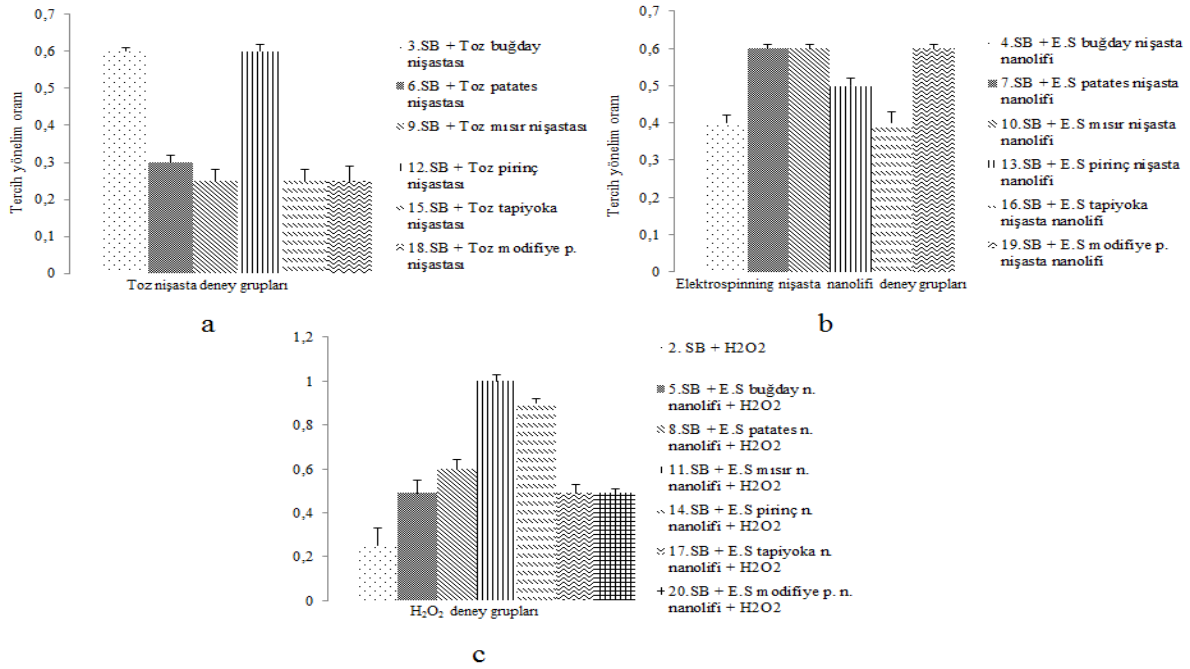 0,7
0,6
0,5
0,4
0,3
0,2
0,1
0
Tercih yönelim oranı
Toz nişasta deney grupları
3.SB + Toz buğday
nişastası
6.SB + Toz patates
nişastası
9.SB + Toz mısır nişastası
12.SB + Toz pirinç
nişastası
15.SB + Toz tapiyoka
nişastası
18.SB + Toz modifiye p.
nişastası
a
0,7
0,6
0,5
0,4
0,3
0,2
0,1
0
Tercih yönelim oranı
Elektrospinning nişasta nanolifi deney grupları
4.SB + E.S buğday nişasta
nanolifi
7.SB + E.S patates nişasta
nanolifi
10.SB + E.S mısır nişasta
nanolifi
13.SB + E.S pirinç nişasta
nanolifi
16.SB + E.S tapiyoka
nişasta nanolifi
19.SB + E.S modifiye p.
nişasta nanolifi
b
1,2
1
0,8
0,6
0,4
0,2
0
H₂O₂ deney grupları
2. SB + H2O2
5.SB + E.S buğday n.
nanolifi + H2O2
8.SB + E.S patates n.
nanolifi + H2O2
11.SB + E.S mısır n.
nanolifi + H2O2
14.SB + E.S pirinç n.
nanolifi + H2O2
17.SB + E.S tapiyoka n.
nanolifi + H2O2
20.SB + E.S modifiye p. n.
nanolifi + H2O2
c